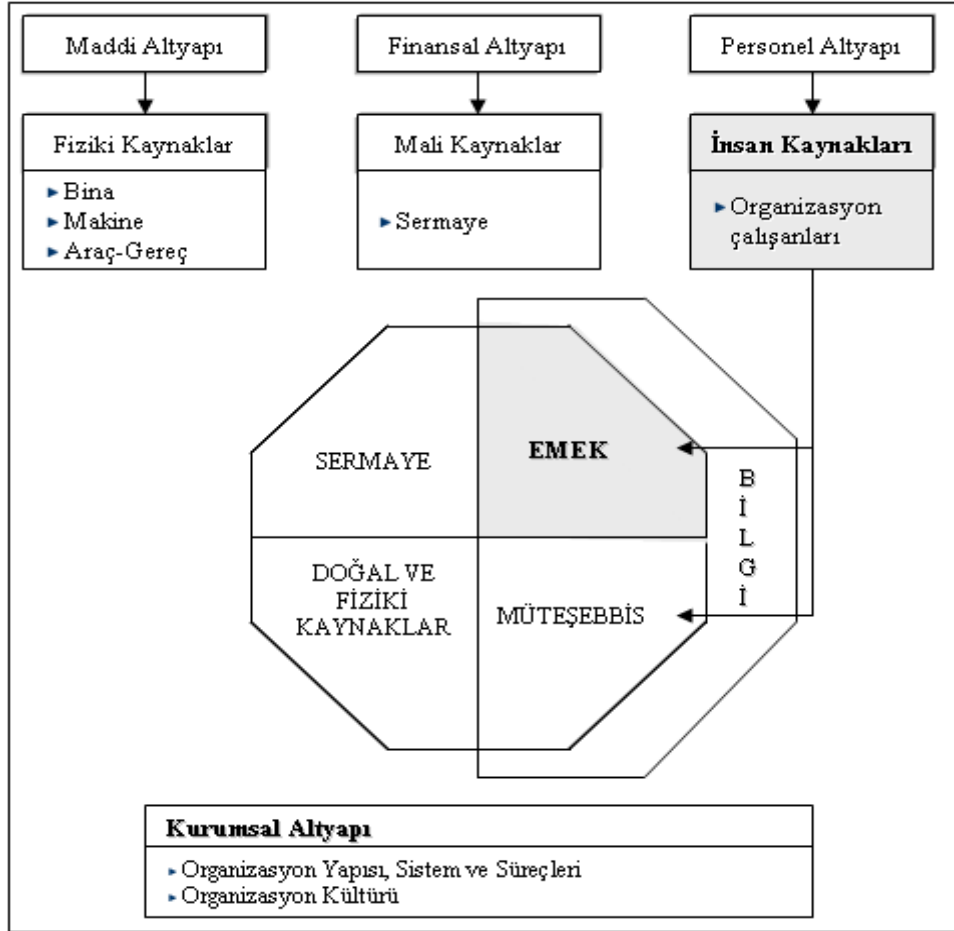 Maddi Altyapı
Finansal Altyapı
Personel Altyapı
Fiziki Kaynaklar
Bina
Makine
Araç-Gereç
Mali Kaynaklar
Sermaye
İnsan Kaynakları
Organizasyon
çalışanları
SERMAYE
EMEK
DOĞAL VE
FİZİKİ
KAYNAKLAR
MÜTEŞEBBİS
B
İ
L
G
İ
Kurumsal Altyapı
Organizasyon Yapısı, Sistem ve Süreçleri
Organizasyon Kültürü